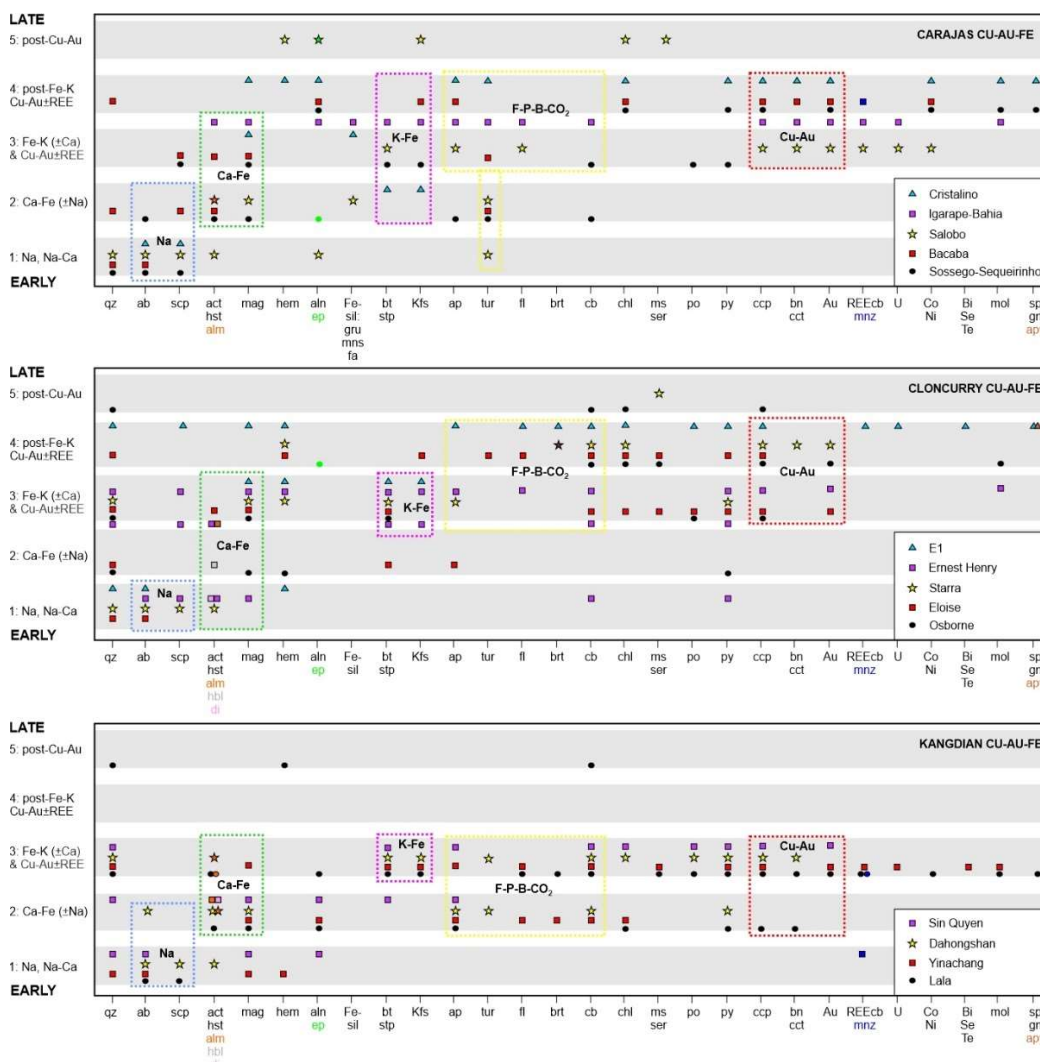 LATE
5: post-Cu-Au
CARAJAS CU-AU-FE
4: post-Fe-K
Cu-Au±REE
F-P-B-CO₂
K-Fe
Cu-Au
3: Fe-K (±Ca)
& Cu-Au±REE
Ca-Fe
2: Ca-Fe (±Na)
Na
1: Na, Na-Ca
EARLY
Cristalino
Igarape-Bahia
Salobo
Bacaba
Sossego-Sequeirinho
qz ab scp act mag hem aln Fe- bt Kfs ap tur fl brt cb chl ms po py ccp bn Au REEcb U Co Bi mol sp
hst ep sil: stp ser cct mnz Ni Se gn
alm gru Te
mns
fa
LATE
5: post-Cu-Au
CLONCURRY CU-AU-FE
4: post-Fe-K
Cu-Au±REE
F-P-B-CO₂
Cu-Au
3: Fe-K (±Ca)
& Cu-Au±REE
K-Fe
Ca-Fe
2: Ca-Fe (±Na)
Na
1: Na, Na-Ca
EARLY
E1
Ernest Henry
Starra
Eloise
Osborne
qz ab scp act mag hem aln Fe- bt Kfs ap tur fl brt cb chl ms po py ccp bn Au REEcb U Co Bi mol sp
hst ep sil stp ser cct mnz Ni Se gn
alm Te
hbl
di
LATE
5: post-Cu-Au
KANGDIAN CU-AU-FE
4: post-Fe-K
Cu-Au±REE
3: Fe-K (±Ca)
& Cu-Au±REE
K-Fe
Cu-Au
Ca-Fe
F-P-B-CO₂
2: Ca-Fe (±Na)
Na
1: Na, Na-Ca
EARLY
Sin Quyen
Dahongshan
Yinachang
Lala
qz ab scp act mag hem aln Fe- bt Kfs ap tur fl brt cb chl ms po py ccp bn Au REEcb U Co Bi mol sp
hst ep sil stp ser cct mnz Ni Se gn
alm Te
hbl